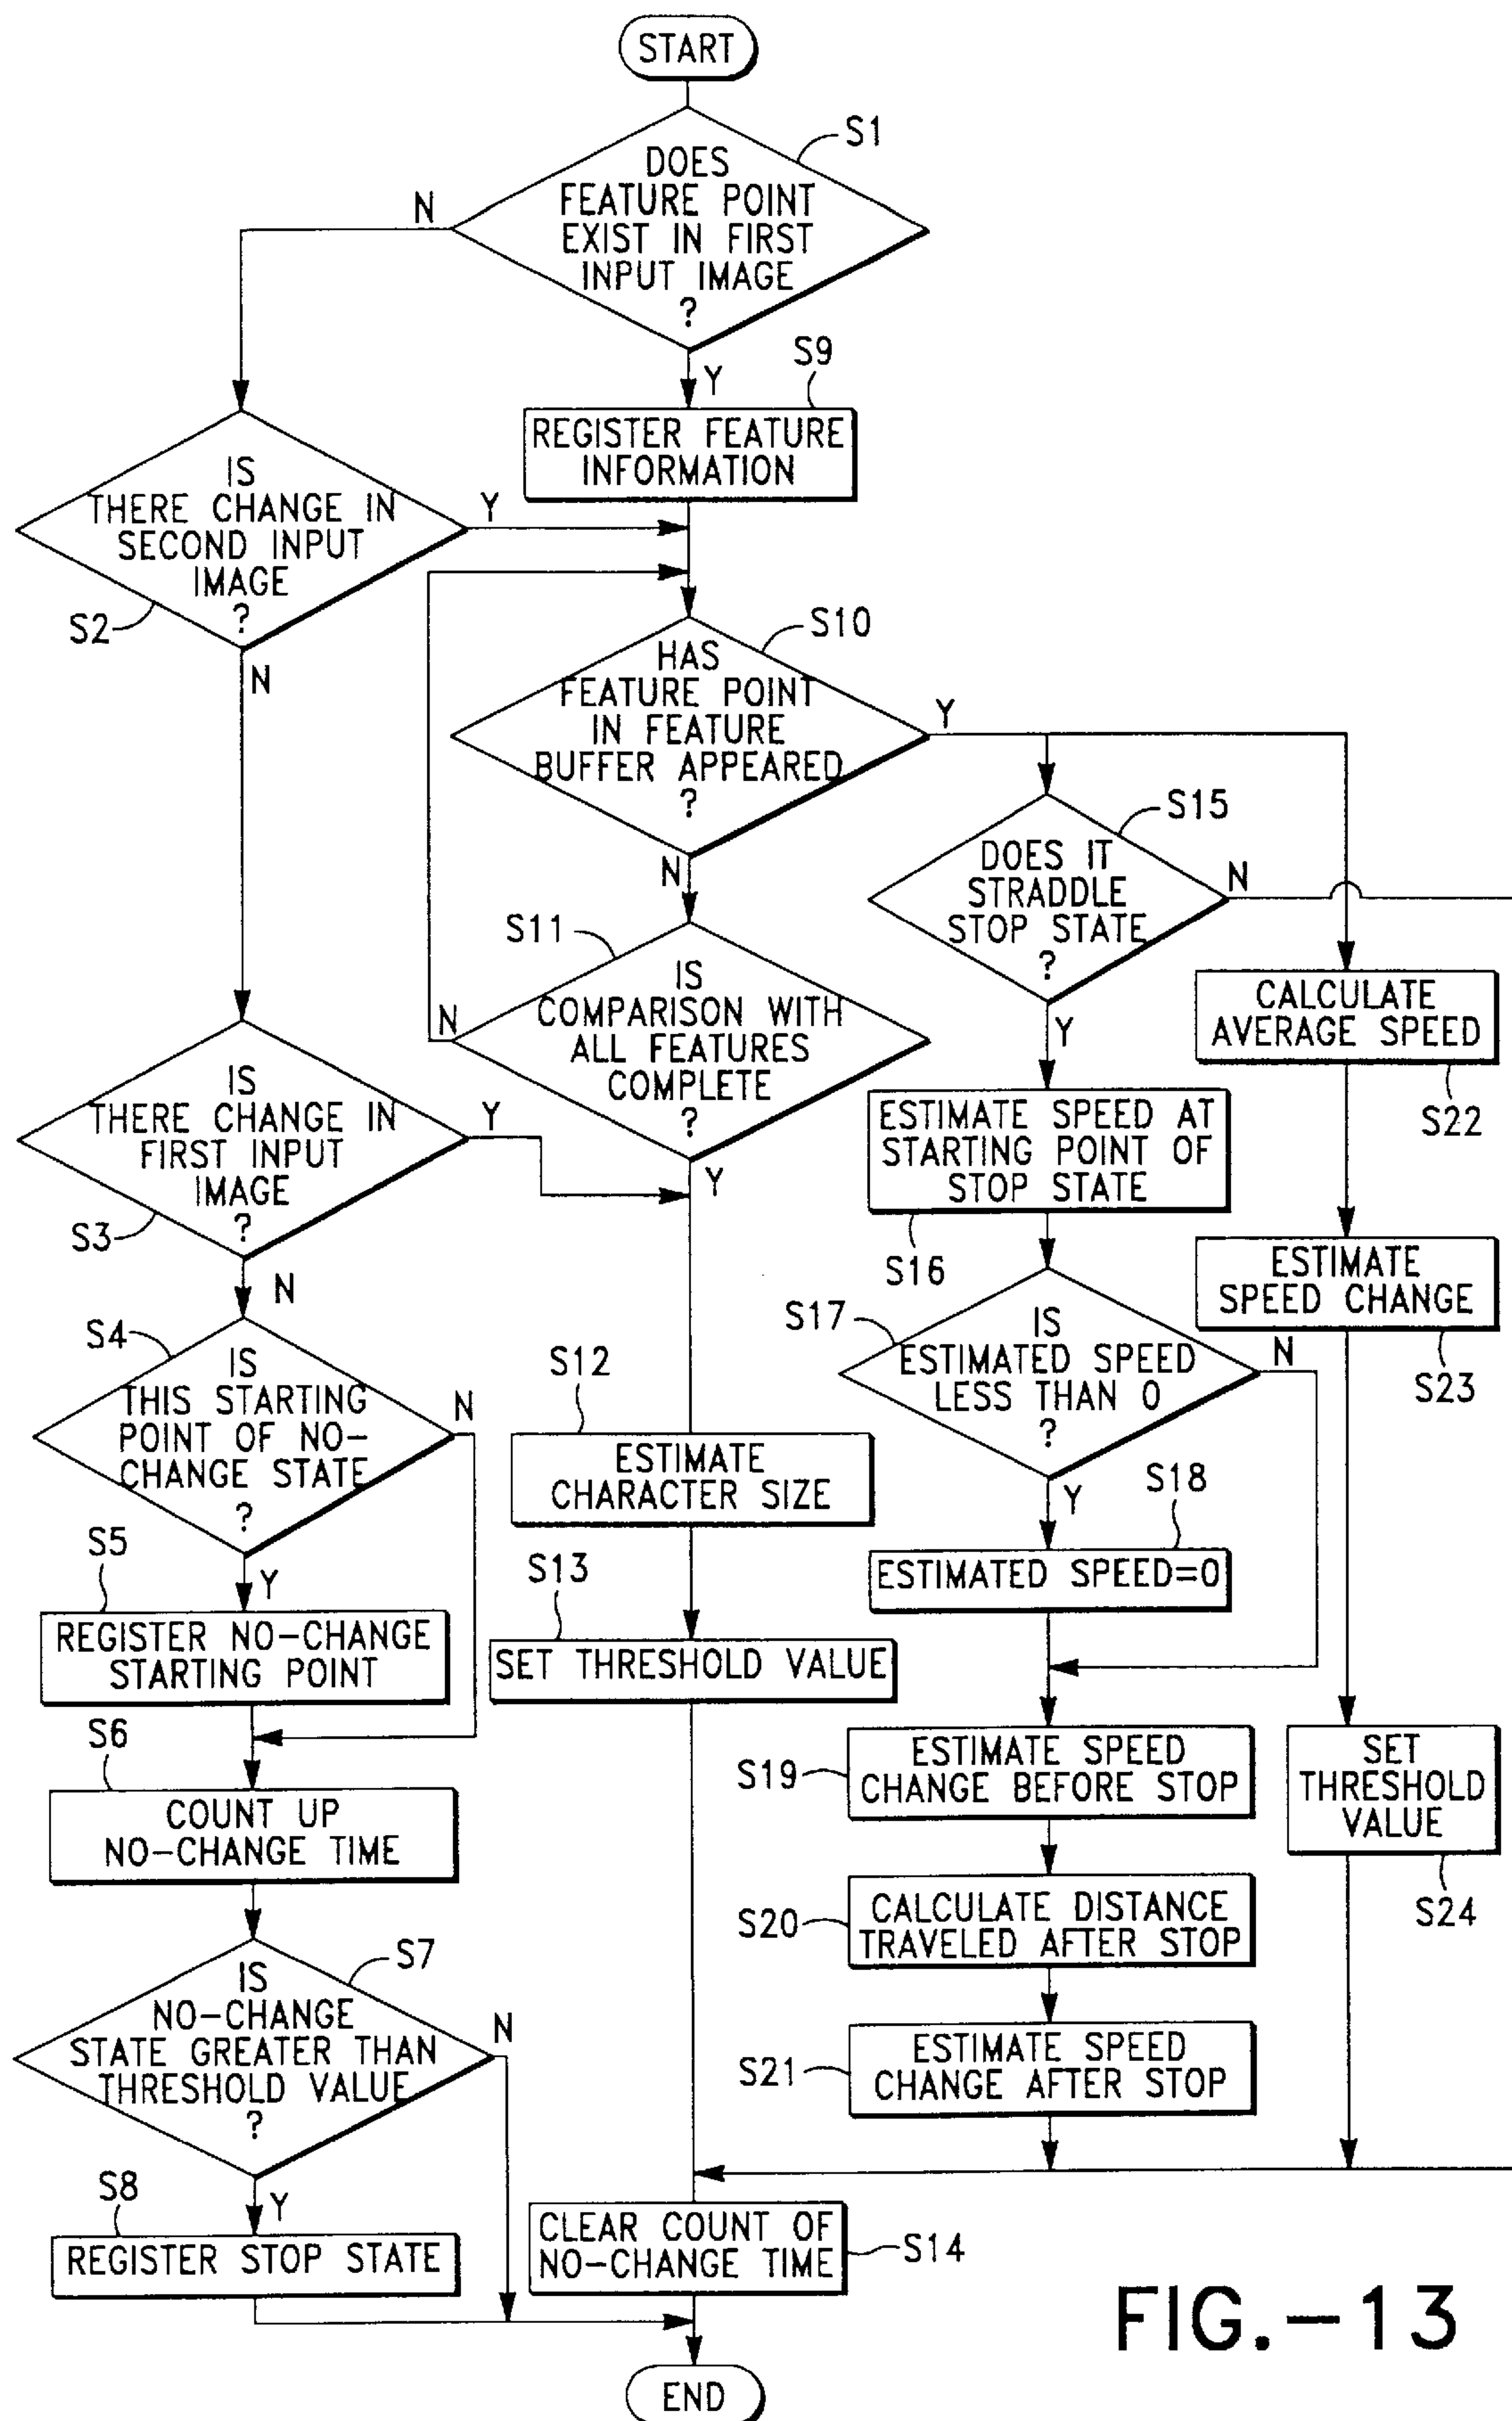 START
S1
DOES
FEATURE POINT
EXIST IN FIRST
INPUT IMAGE
?
N
Y
S9
REGISTER FEATURE
INFORMATION
IS
THERE CHANGE IN
SECOND INPUT
IMAGE
?
S2
Y
N
S10
HAS
FEATURE POINT
IN FEATURE
BUFFER APPEARED
?
Y
N
S15
DOES IT
STRADDLE
STOP STATE
?
N
Y
S11
IS
COMPARISON WITH
ALL FEATURES
COMPLETE
?
N
Y
CALCULATE
AVERAGE SPEED
S22
IS
THERE CHANGE IN
FIRST INPUT
IMAGE
?
S3
Y
N
ESTIMATE SPEED AT
STARTING POINT OF
STOP STATE
S16
ESTIMATE
SPEED CHANGE
S23
S4
IS
THIS STARTING
POINT OF NO-
CHANGE STATE
?
N
Y
S17
IS
ESTIMATED SPEED
LESS THAN 0
?
N
Y
S12
ESTIMATE
CHARACTER SIZE
S18
ESTIMATED SPEED=0
S5
REGISTER NO-CHANGE
STARTING POINT
S13
SET THRESHOLD VALUE
S6
COUNT UP
NO-CHANGE TIME
S19
ESTIMATE SPEED
CHANGE BEFORE STOP
SET
THRESHOLD
VALUE
S24
S20
CALCULATE DISTANCE
TRAVELED AFTER STOP
S7
IS
NO-CHANGE
STATE GREATER THAN
THRESHOLD VALUE
?
N
Y
S21
ESTIMATE SPEED
CHANGE AFTER STOP
S8
REGISTER STOP STATE
CLEAR COUNT OF
NO-CHANGE TIME
S14
END
FIG.-13